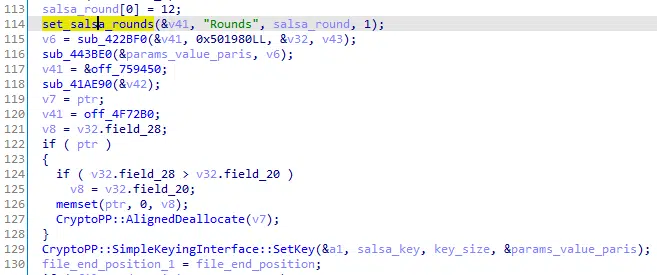 113 salsa_round[0] = 12;
114 set_salsa_rounds(&v41, "Rounds", salsa_round, 1);
115 v6 = sub_422BF0(&v41, 0x501980LL, &v32, v43);
116 sub_443BE0(&params_value_paris, v6);
117 v41 = &off_759450;
118 sub_41AE90(&v42);
119 v7 = ptr;
120 v41 = off_4F72B0;
121 v8 = v32.field_28;
122 if ( ptr )
123 {
124 if ( v32.field_28 > v32.field_20 )
125 v8 = v32.field_20;
126 memset(ptr, 0, v8);
127 CryptoPP::AlignedDeallocate(v7);
128 }
129 CryptoPP::SimpleKeyingInterface::SetKey(&a1, salsa_key, key_size, &params_value_paris);
130 file_end_position_1 = file_end_position;